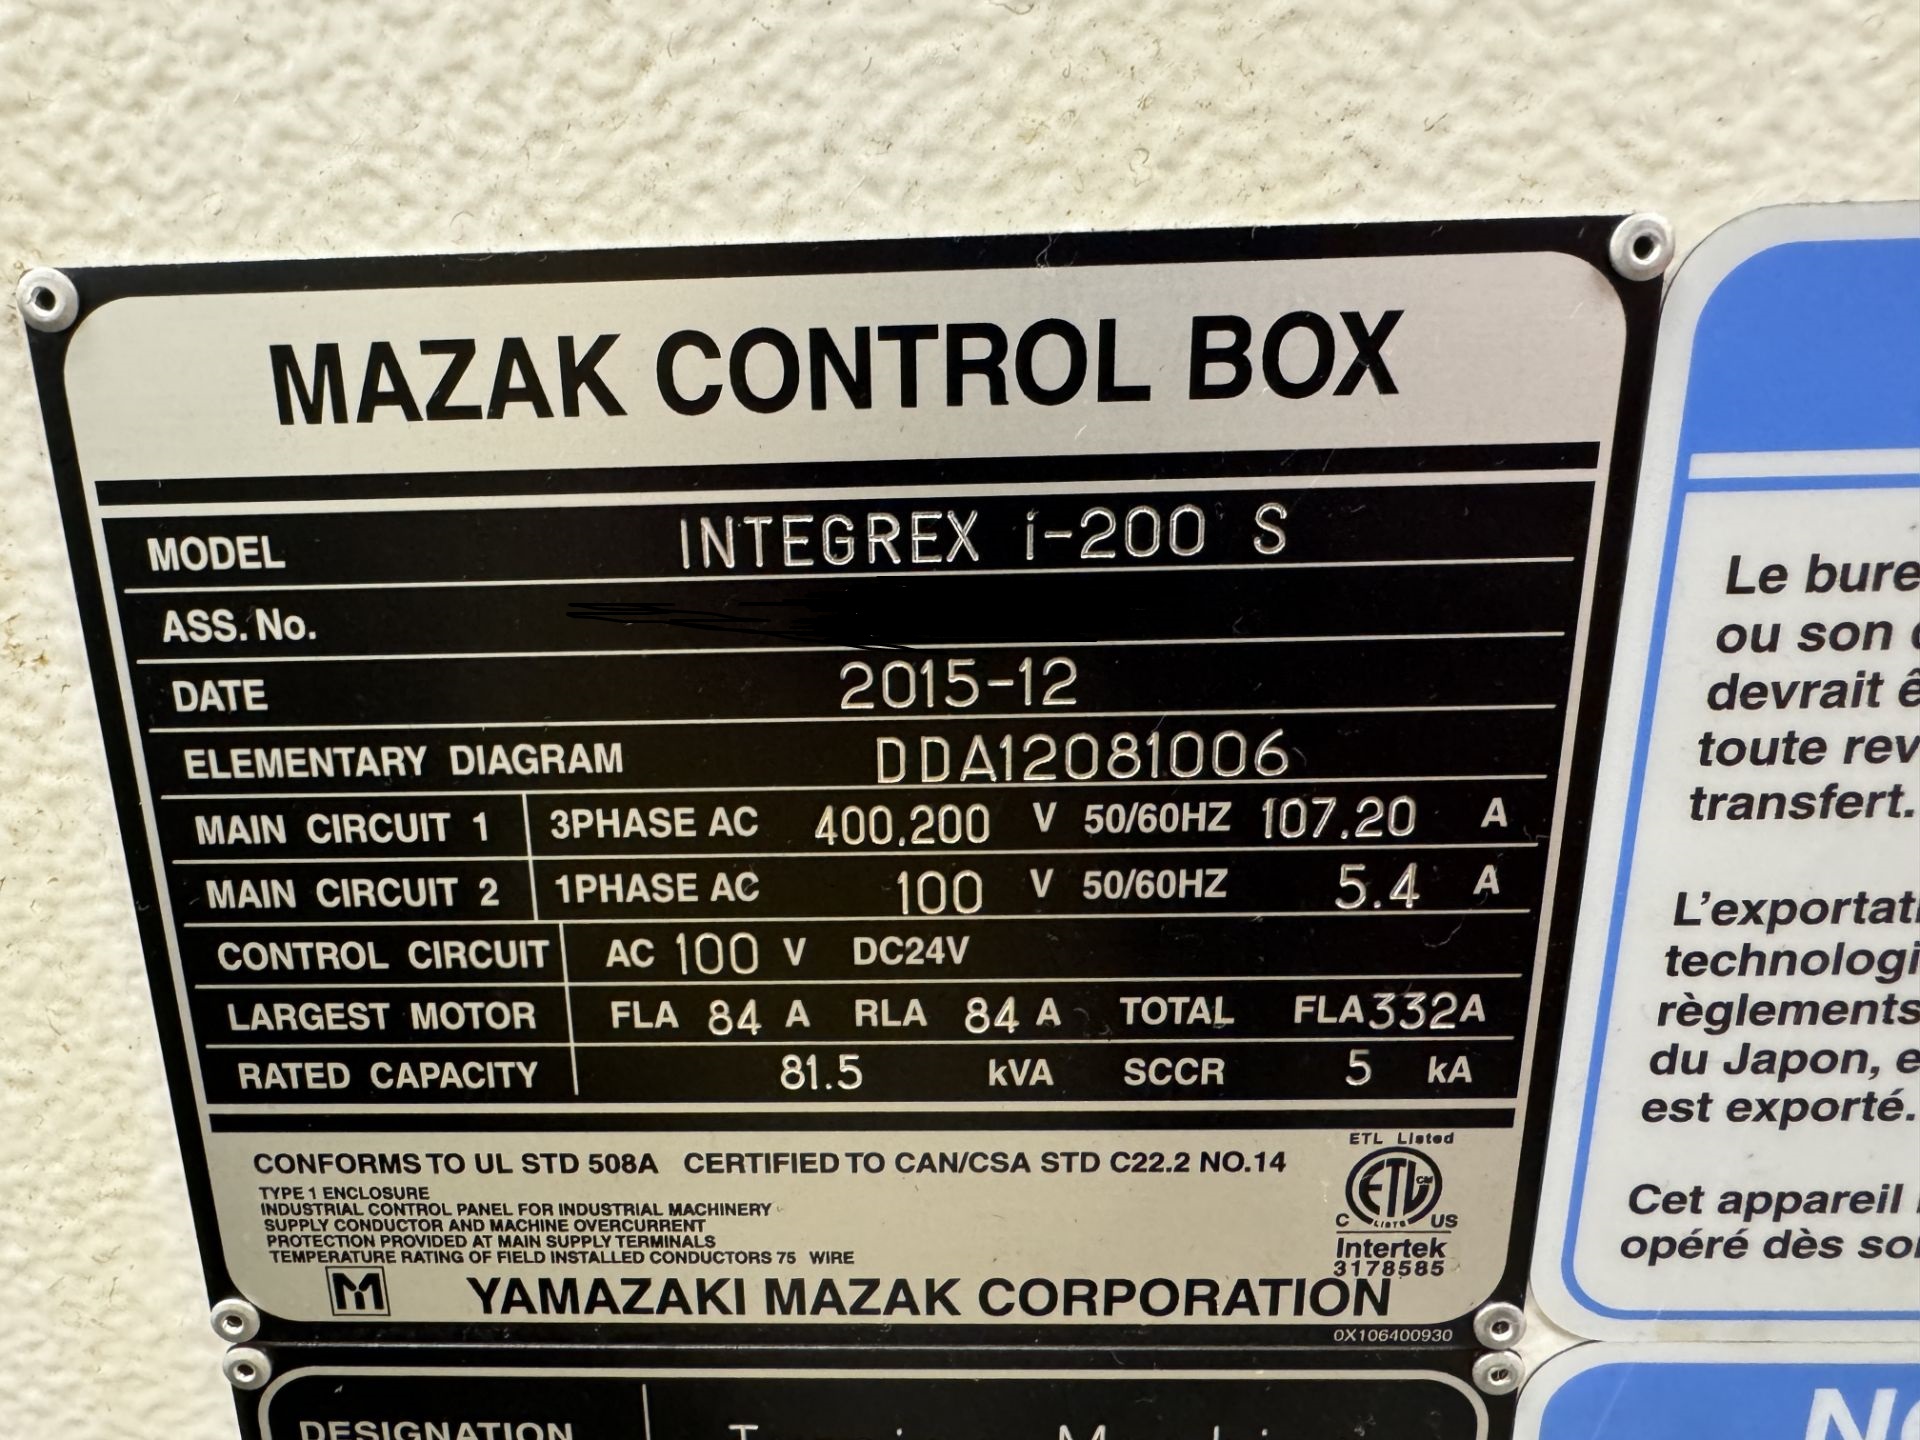 MAZAK CONTROL BOX
MODEL INTEGREX i-200 S
ASS. No.
DATE 2015-12
ELEMENTARY DIAGRAM DDA12081006
MAIN CIRCUIT 1 3PHASE AC 400.200 V 50/60HZ 107.20 A
MAIN CIRCUIT 2 1PHASE AC 100 V 50/60HZ 5.4 A
CONTROL CIRCUIT AC 100 V DC24V
LARGEST MOTOR FLA 84 A RLA 84 A TOTAL FLA 332 A
RATED CAPACITY 81.5 kVA SCCR 5 kA
CONFORMS TO UL STD 508A CERTIFIED TO CAN/CSA STD C22.2 NO.14
TYPE 1 ENCLOSURE
INDUSTRIAL CONTROL PANEL FOR INDUSTRIAL MACHINERY
SUPPLY CONDUCTOR AND MACHINE OVERCURRENT
PROTECTION PROVIDED AT MAIN SUPPLY TERMINALS
TEMPERATURE RATING OF FIELD INSTALLED CONDUCTORS 75 WIRE
ETL Listed
ETL CM
C LISTED US
Intertek
3178585
YAMAZAKI MAZAK CORPORATION
0X106400930
DESIGNATION
Le bure
ou son
devrait ê
toute rev
transfert.
L'exportati
technologi
règlements
du Japon, e
est exporté.
Cet appareil
opéré dès so